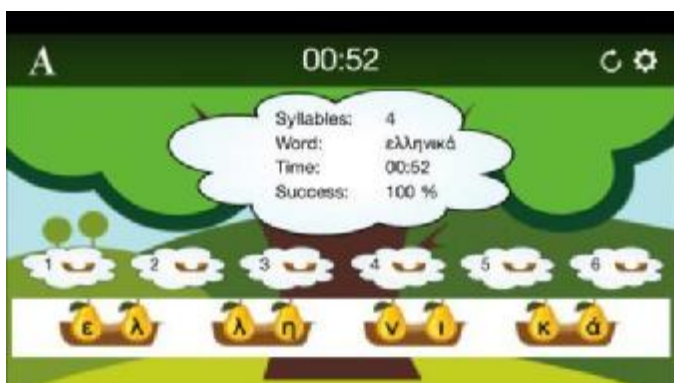 A 00:52
Syllables: 4
Word: ελληνικά
Time: 00:52
Success: 100 %
1 2 3 4 5 6
ε λ λ η ν ι κ ά